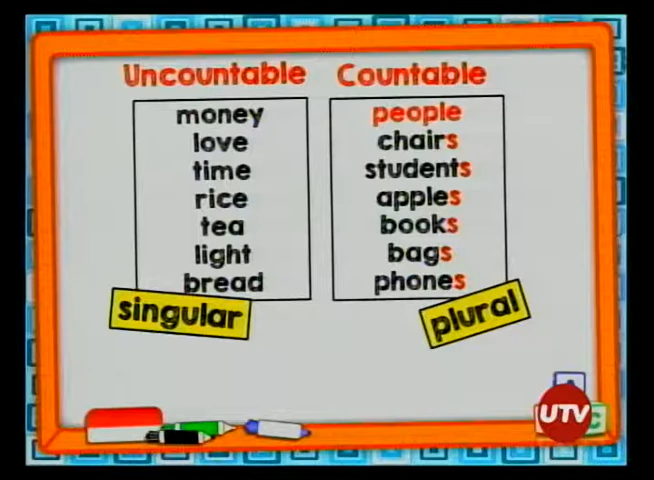 Uncountable
money
love
time
rice
tea
light
bread
singular
Countable
people
chairs
students
apples
books
bags
phones
plural
A
UTV
C